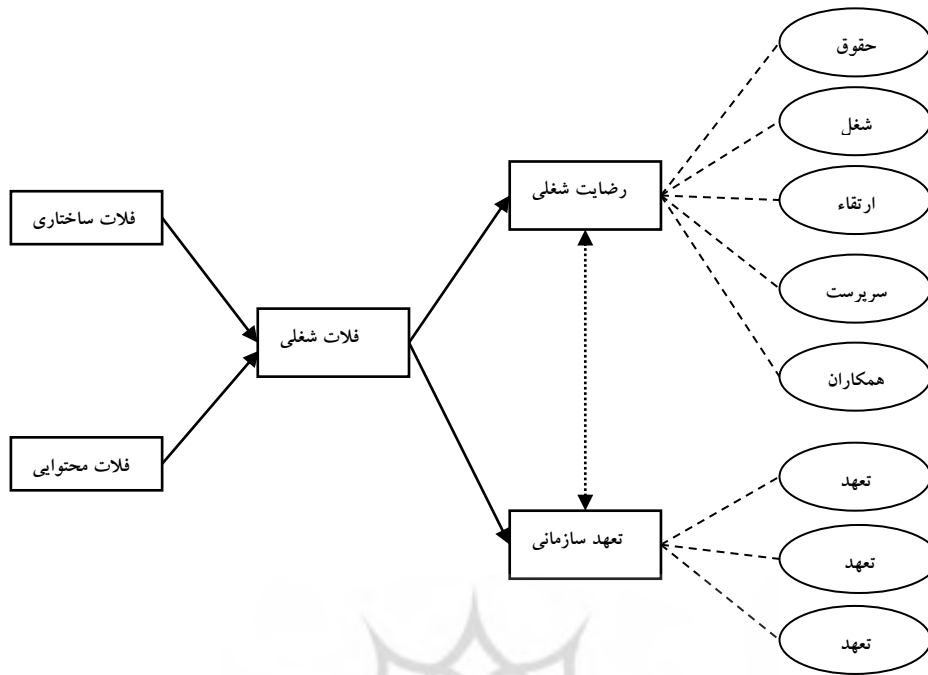 حقوق
شغل
رضایت شغلی
ارتقاء
فلات ساختاری
سرپرست
فلات شغلی
همکاران
فلات محتوایی
تعهد
تعهد سازمانی
تعهد
تعهد